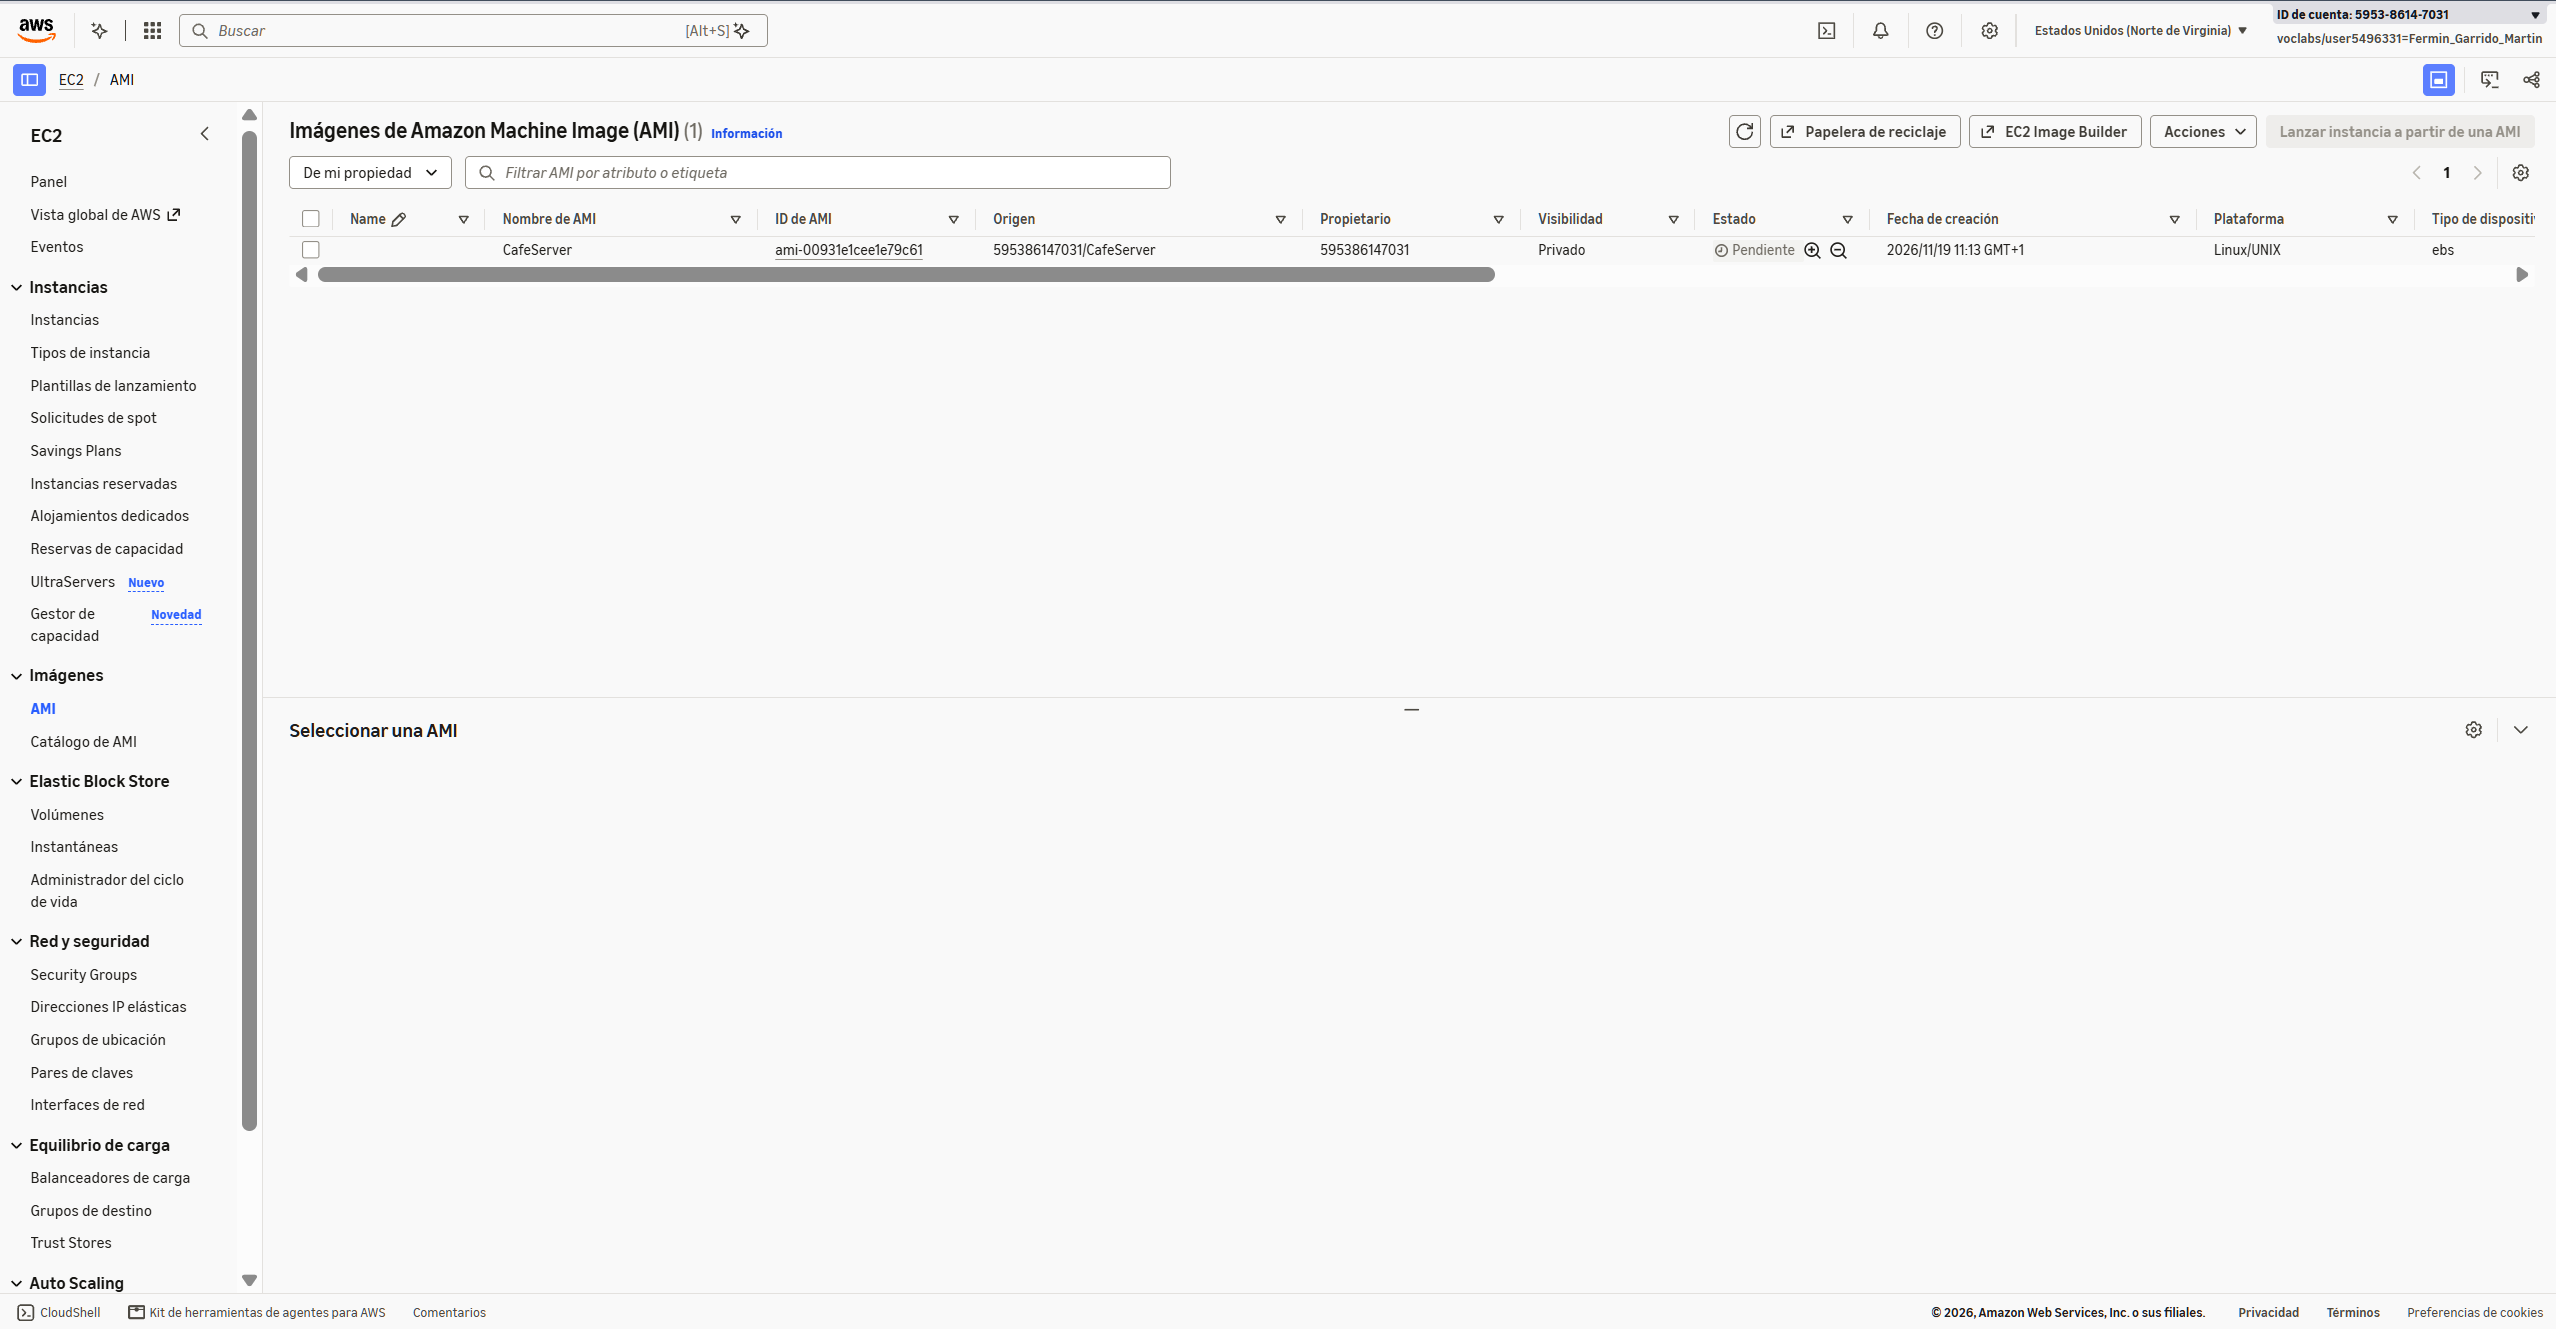 aws
Buscar [Alt+S]
Estados Unidos (Norte de Virginia)
ID de cuenta: 5953-8614-7031
voclabs/user5496331=Fermin_Garrido_Martin
EC2 / AMI
EC2
Panel
Vista global de AWS
Eventos
Instancias
Instancias
Tipos de instancia
Plantillas de lanzamiento
Solicitudes de spot
Savings Plans
Instancias reservadas
Alojamientos dedicados
Reservas de capacidad
UltraServers Nuevo
Gestor de capacidad Novedad
Imágenes
AMI
Catálogo de AMI
Elastic Block Store
Volúmenes
Instantáneas
Administrador del ciclo
de vida
Red y seguridad
Security Groups
Direcciones IP elásticas
Grupos de ubicación
Pares de claves
Interfaces de red
Equilibrio de carga
Balanceadores de carga
Grupos de destino
Trust Stores
Auto Scaling
Imágenes de Amazon Machine Image (AMI) (1) Información
Papelera de reciclaje
EC2 Image Builder
Acciones
Lanzar instancia a partir de una AMI
De mi propiedad
Filtrar AMI por atributo o etiqueta
1
Name Nombre de AMI ID de AMI Origen Propietario Visibilidad Estado Fecha de creación Plataforma Tipo de dispositi
CafeServer ami-00931e1cee1e79c61 595386147031/CafeServer 595386147031 Privado Pendiente 2026/11/19 11:13 GMT+1 Linux/UNIX ebs
Seleccionar una AMI
CloudShell Kit de herramientas de agentes para AWS Comentarios
© 2026, Amazon Web Services, Inc. o sus filiales. Privacidad Términos Preferencias de cookies